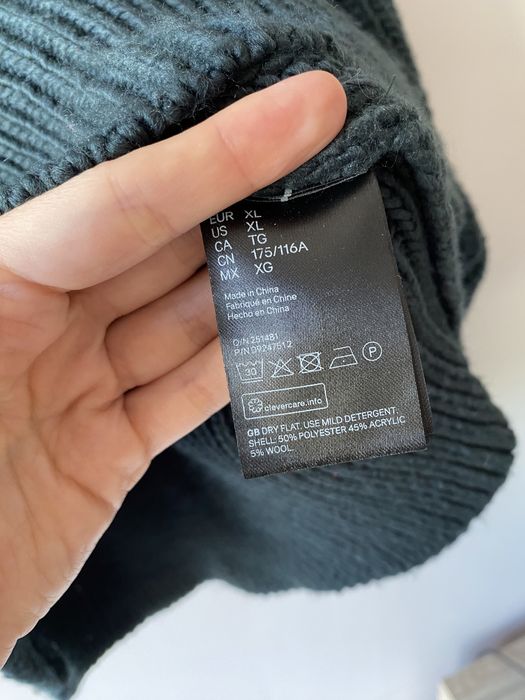 EUR XL
US XL
CA TG
CN 175/116A
MX XG
Made in China
Fabriqué en Chine
Hecho en China
O/N 251481
P/N 09247512
30
P
clevercare.info
GB DRY FLAT. USE MILD DETERGENT.
SHELL: 50% POLYESTER 45% ACRYLIC
5% WOOL.